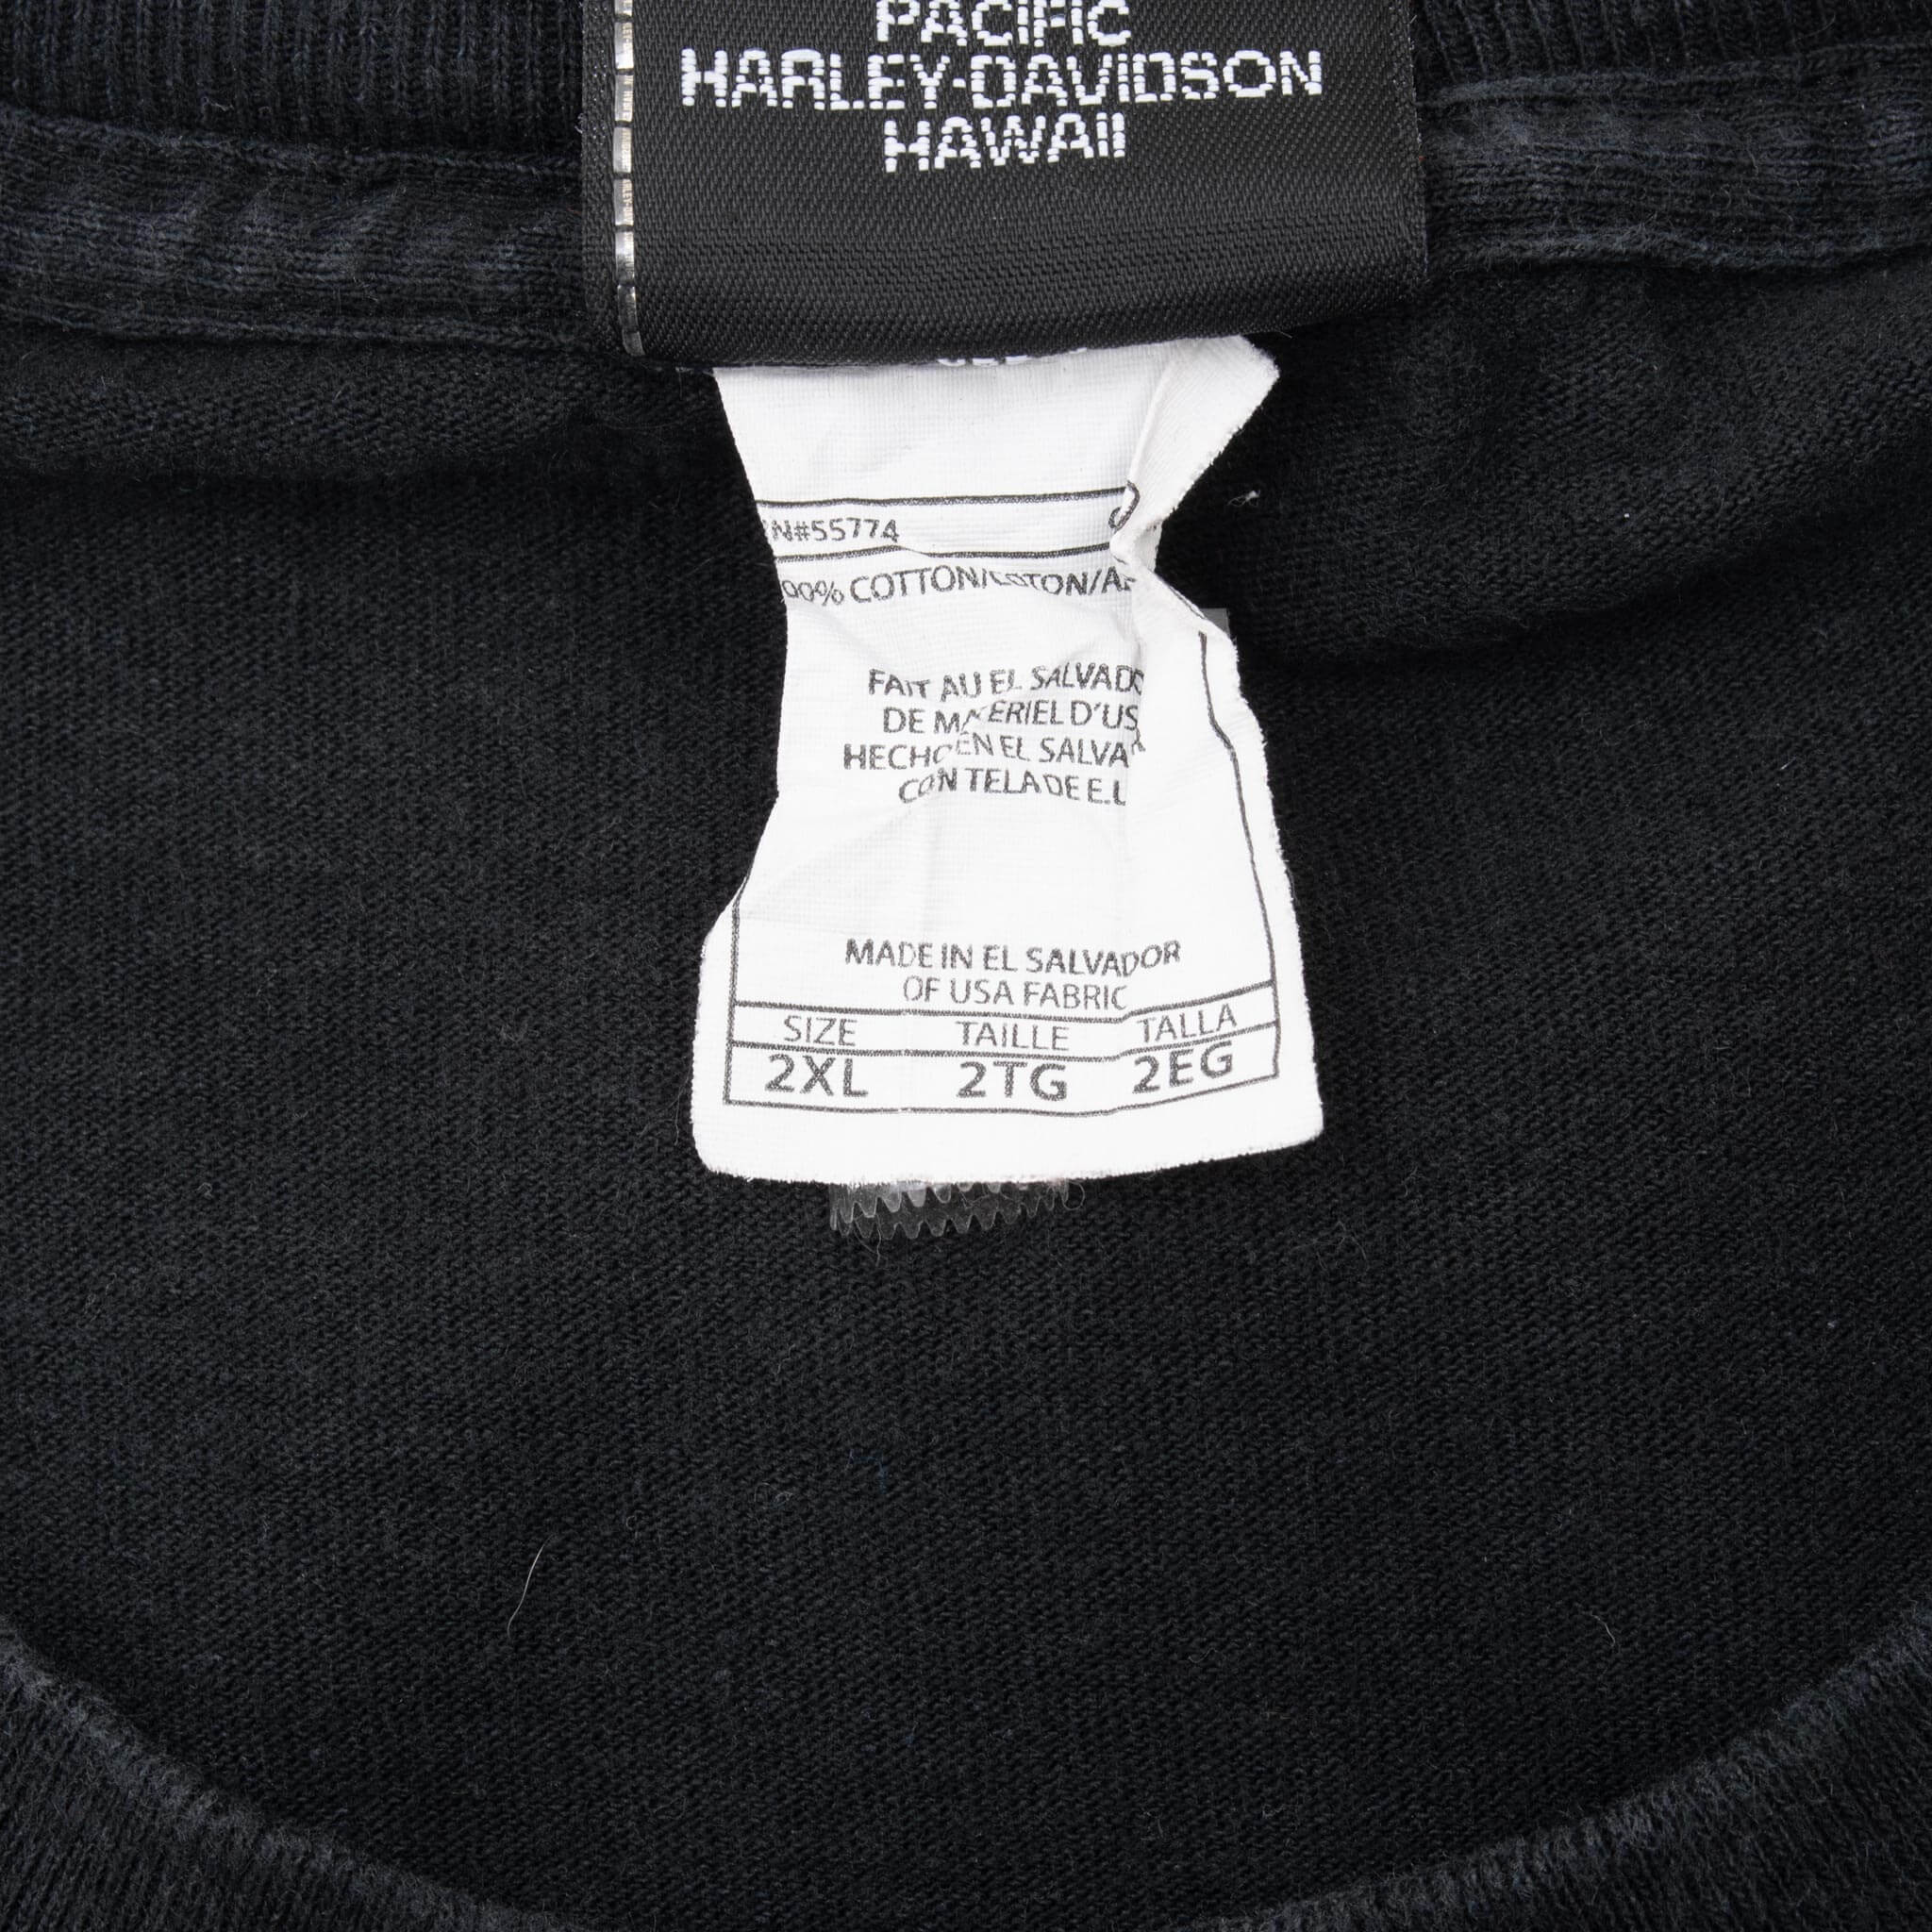 PACIFIC
HARLEY-DAVIDSON
HAWAII
N#55774
00% COTTON/COTON/A
FAIT AU EL SALVADO
DE MATERIEL D'US
HECHO EN EL SALVA
CON TELA DE E.U
MADE IN EL SALVADOR
OF USA FABRIC
SIZE TAILLE TALLA
2XL 2TG 2EG